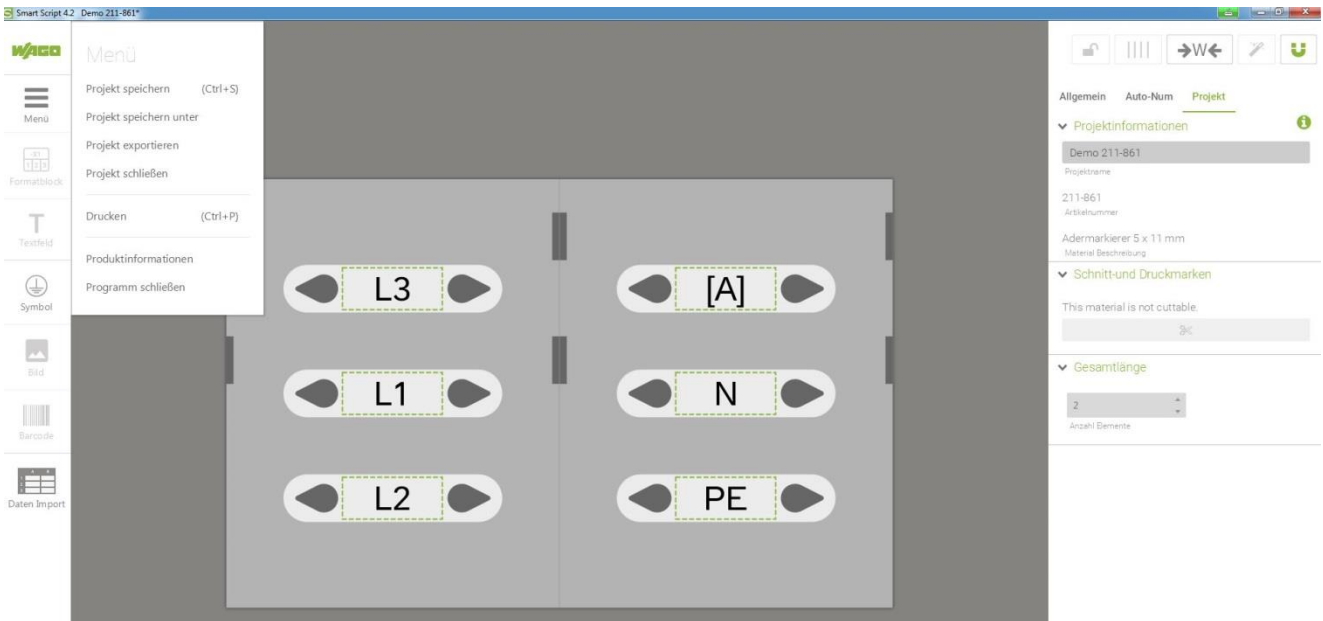 Smart Script 4.2 Demo 211-861*
WAGO
Menü
Formatblock
Testfeld
Symbol
Bild
Barcode
Daten Import
Menü
Projekt speichern (Ctrl+S)
Projekt speichern unter
Projekt exportieren
Projekt schließen
Drucken (Ctrl+P)
Produktinformationen
Programm schließen
L3 [A]
L1 N
L2 PE
W
Allgemein Auto-Num Projekt
Projektinformationen
Demo 211-861
Projektname
211-861
Artikelnummer
Adermarkierer 5 x 11 mm
Material Beschreibung
Schnitt-und Druckmarken
This material is not cuttable.
Gesamtlänge
2
Anzahl Elemente